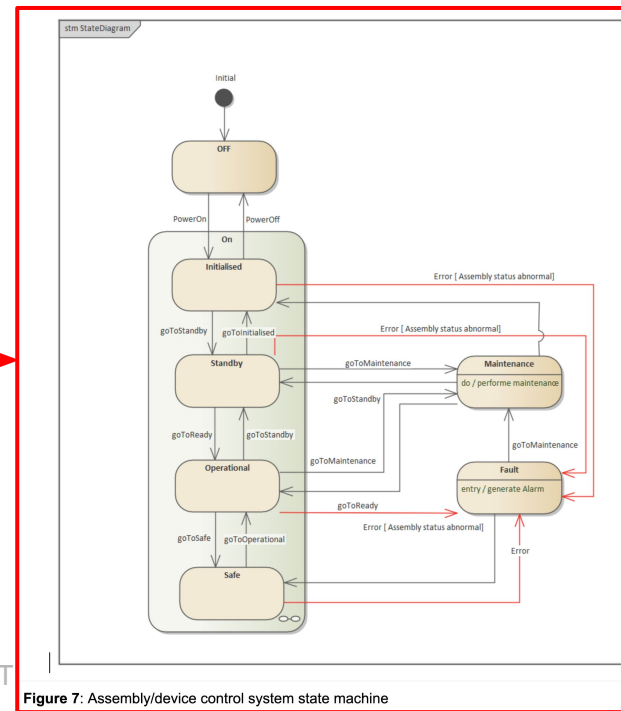 stm StateDiagram
Initial
OFF
PowerOn
PowerOff
On
Initialised
Error [ Assembly status abnormal]
goToStandby
goToInitialised
Error [ Assembly status abnormal]
Standby
goToMaintenance
Maintenance
do / performe maintenance
goToStandby
goToReady
goToStandby
goToMaintenance
Operational
goToMaintenance
Fault
entry / generate Alarm
goToReady
Error [ Assembly status abnormal]
goToSafe
goToOperational
Error
Safe
T
Figure 7: Assembly/device control system state machine